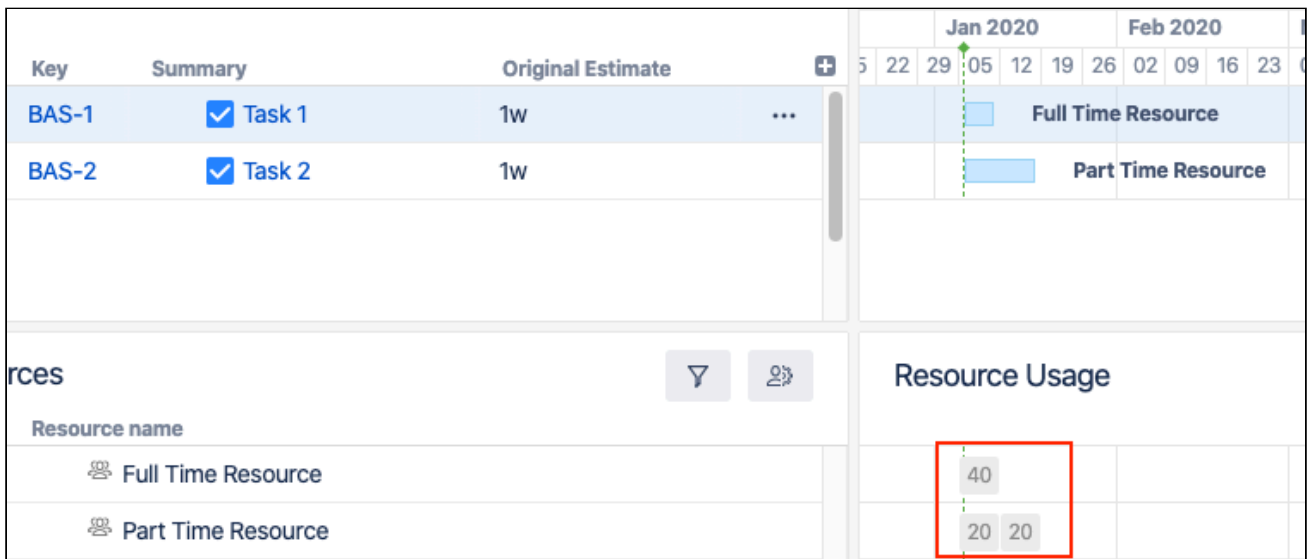 Jan 2020 Feb 2020
Key Summary Original Estimate 22 29 05 12 19 26 02 09 16 23
BAS-1 Task 1 1w ... Full Time Resource
BAS-2 Task 2 1w Part Time Resource
rces Resource Usage
Resource name
Full Time Resource 40
Part Time Resource 20 20